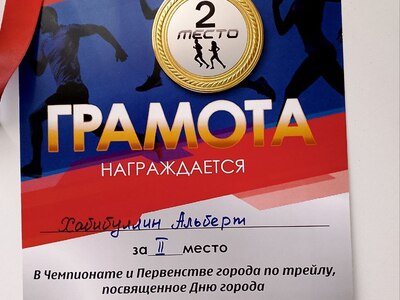 2
МЕСТО
ГРАМОТА
НАГРАЖДАЕТСЯ
Хабибуллин Альберт
за II место
В Чемпионате и Первенстве города по трейлу,
посвященное Дню города